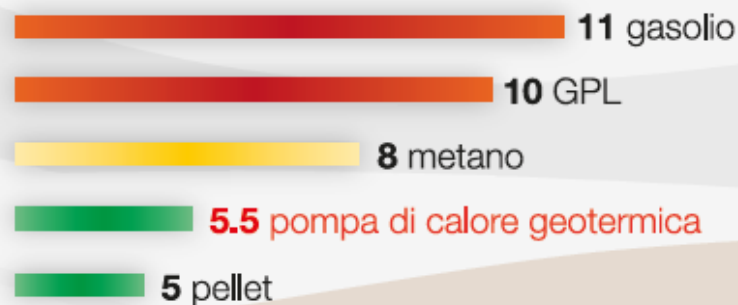 11 gasolio
10 GPL
8 metano
5.5 pompa di calore geotermica
5 pellet